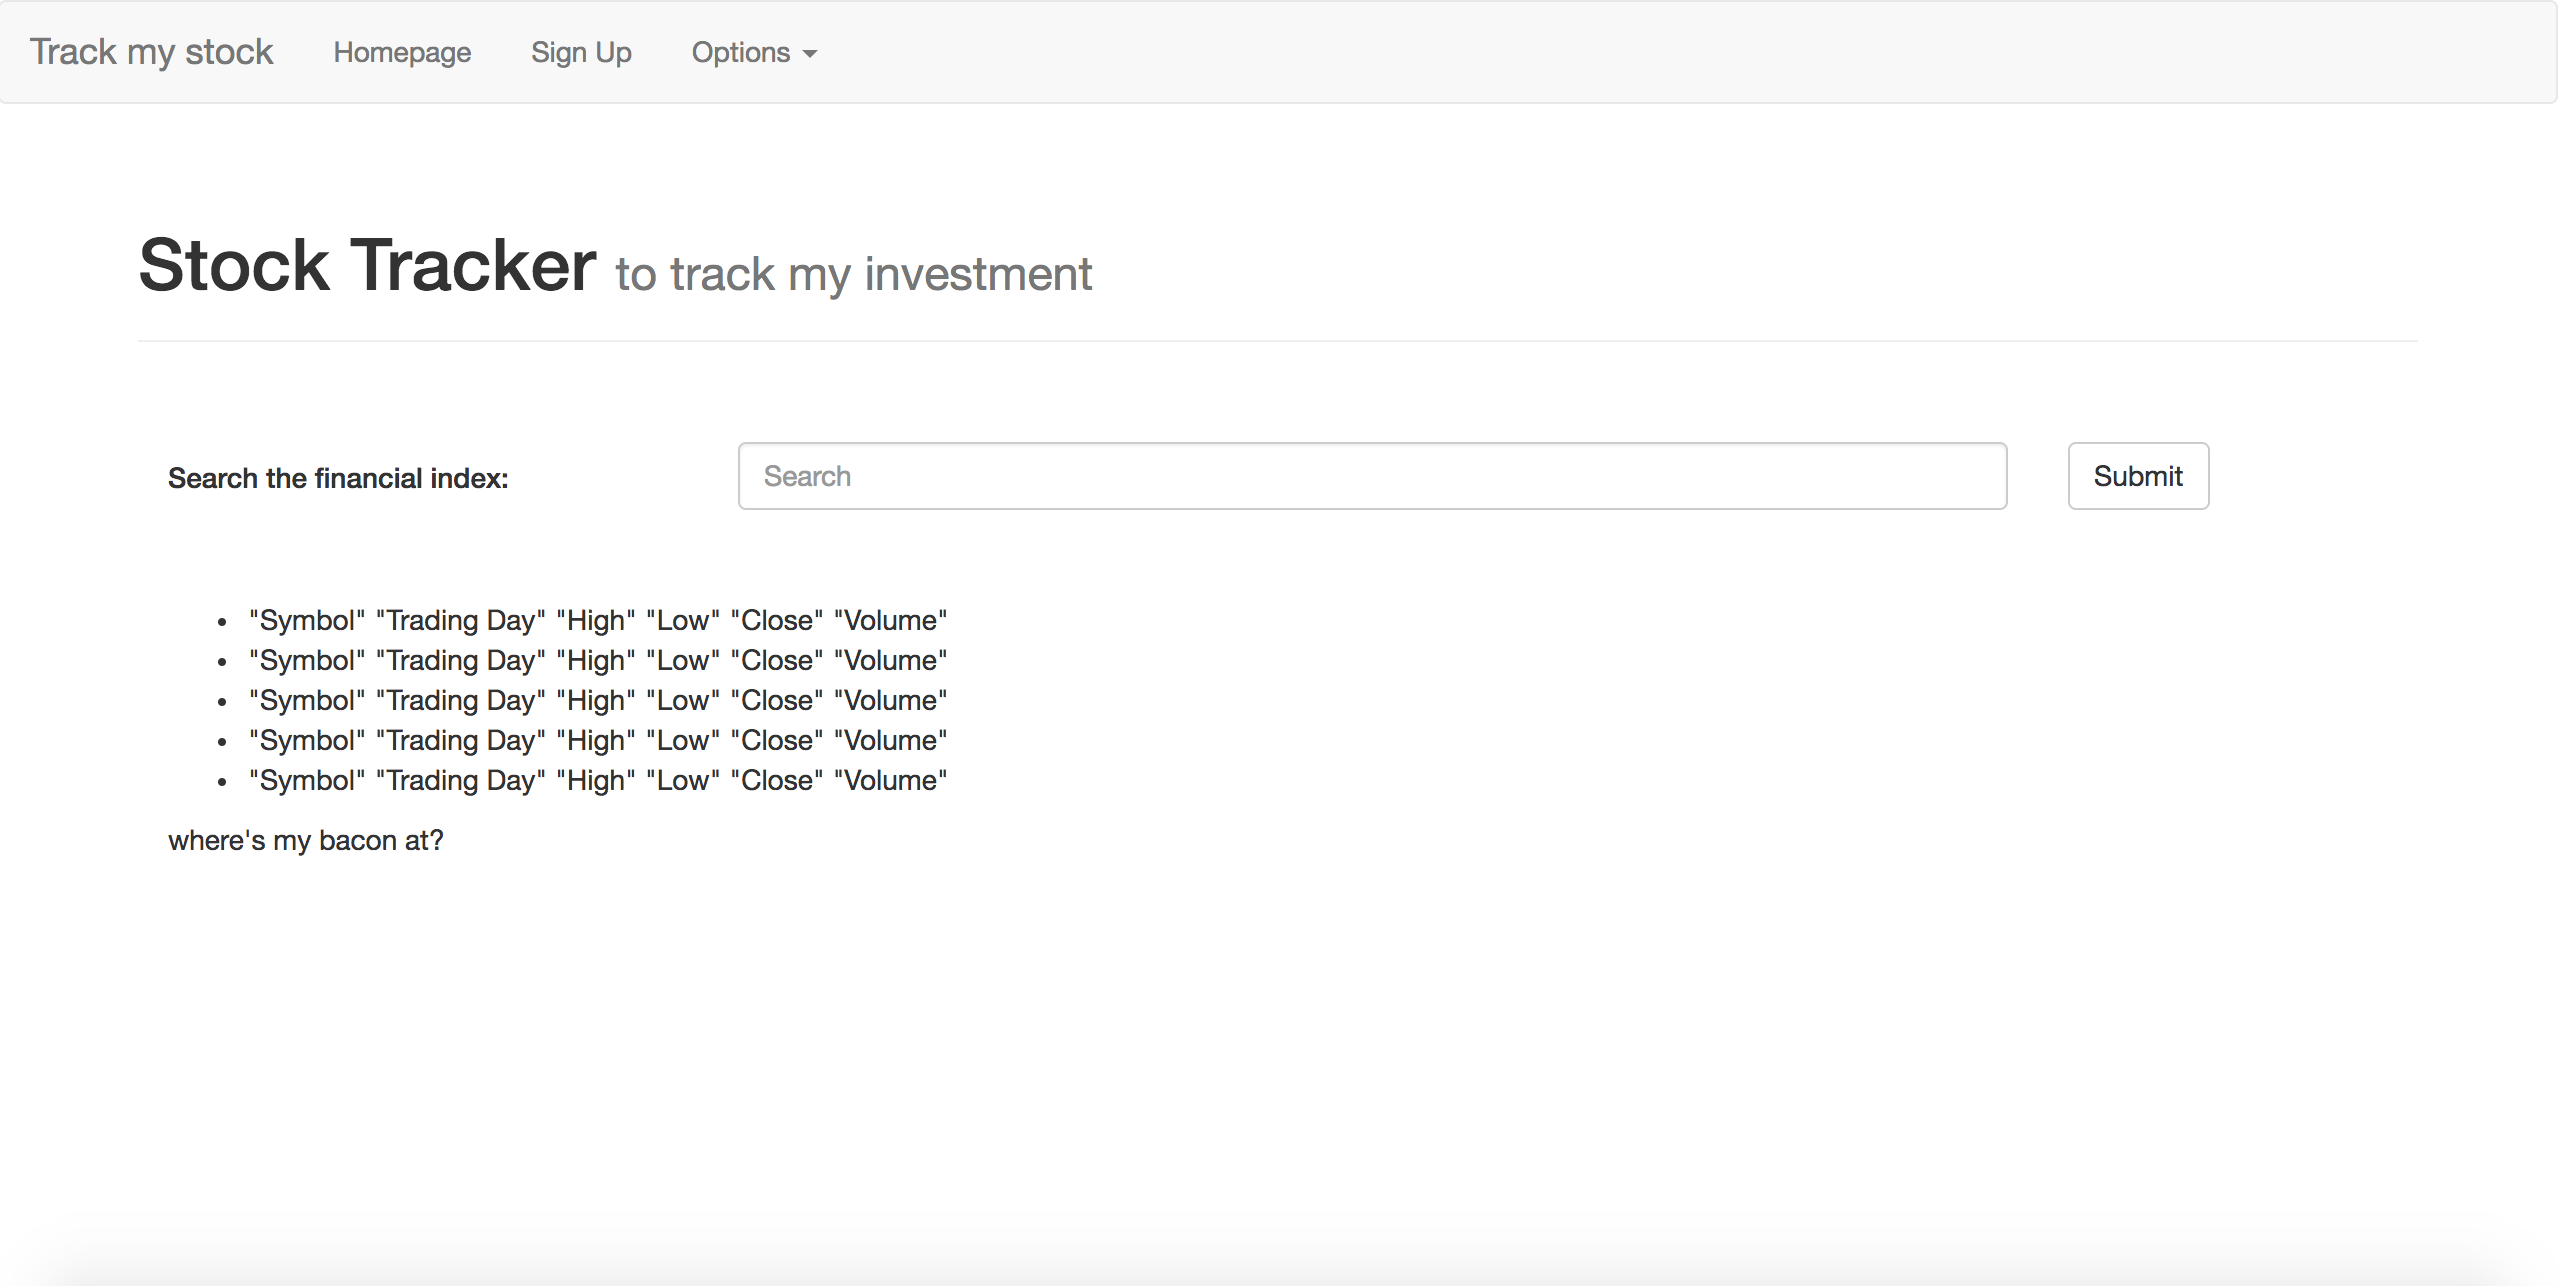 Track my stock Homepage Sign Up Options
Stock Tracker to track my investment
Search the financial index: Search Submit
"Symbol" "Trading Day" "High" "Low" "Close" "Volume"
"Symbol" "Trading Day" "High" "Low" "Close" "Volume"
"Symbol" "Trading Day" "High" "Low" "Close" "Volume"
"Symbol" "Trading Day" "High" "Low" "Close" "Volume"
"Symbol" "Trading Day" "High" "Low" "Close" "Volume"
where's my bacon at?